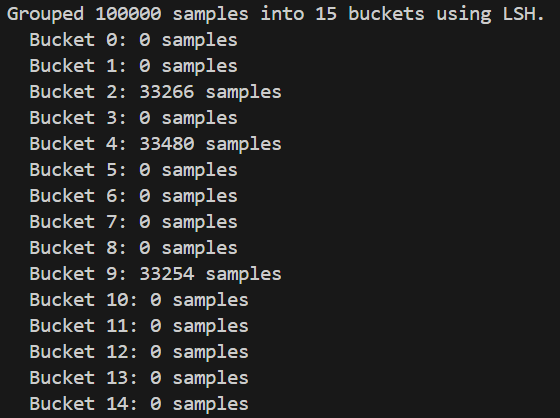 Grouped 100000 samples into 15 buckets using LSH.
Bucket 0: 0 samples
Bucket 1: 0 samples
Bucket 2: 33266 samples
Bucket 3: 0 samples
Bucket 4: 33480 samples
Bucket 5: 0 samples
Bucket 6: 0 samples
Bucket 7: 0 samples
Bucket 8: 0 samples
Bucket 9: 33254 samples
Bucket 10: 0 samples
Bucket 11: 0 samples
Bucket 12: 0 samples
Bucket 13: 0 samples
Bucket 14: 0 samples